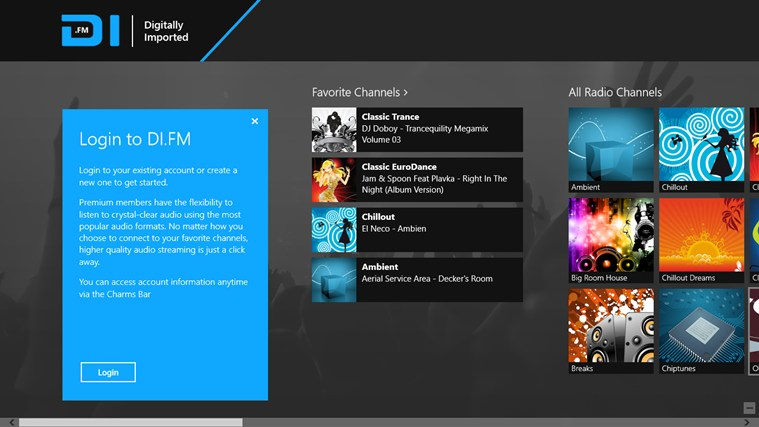 DI
.FM
Digitally
Imported
Login to DI.FM
Login to your existing account or create a
new one to get started.
Premium members have the flexibility to
listen to crystal-clear audio using the most
popular audio formats. No matter how you
choose to connect to your favorite channels,
higher quality audio streaming is just a click
away.
You can access account information anytime
via the Charms Bar
Login
Favorite Channels
Classic Trance
DJ Doboy - Trancequility Megamix
Volume 03
Classic EuroDance
Jam & Spoon Feat Plavka - Right In The
Night (Album Version)
Chillout
El Neco - Ambien
Ambient
Aerial Service Area - Decker's Room
All Radio Channels
Ambient
Chillout
Big Room House
Chillout Dreams
Breaks
Chiptunes